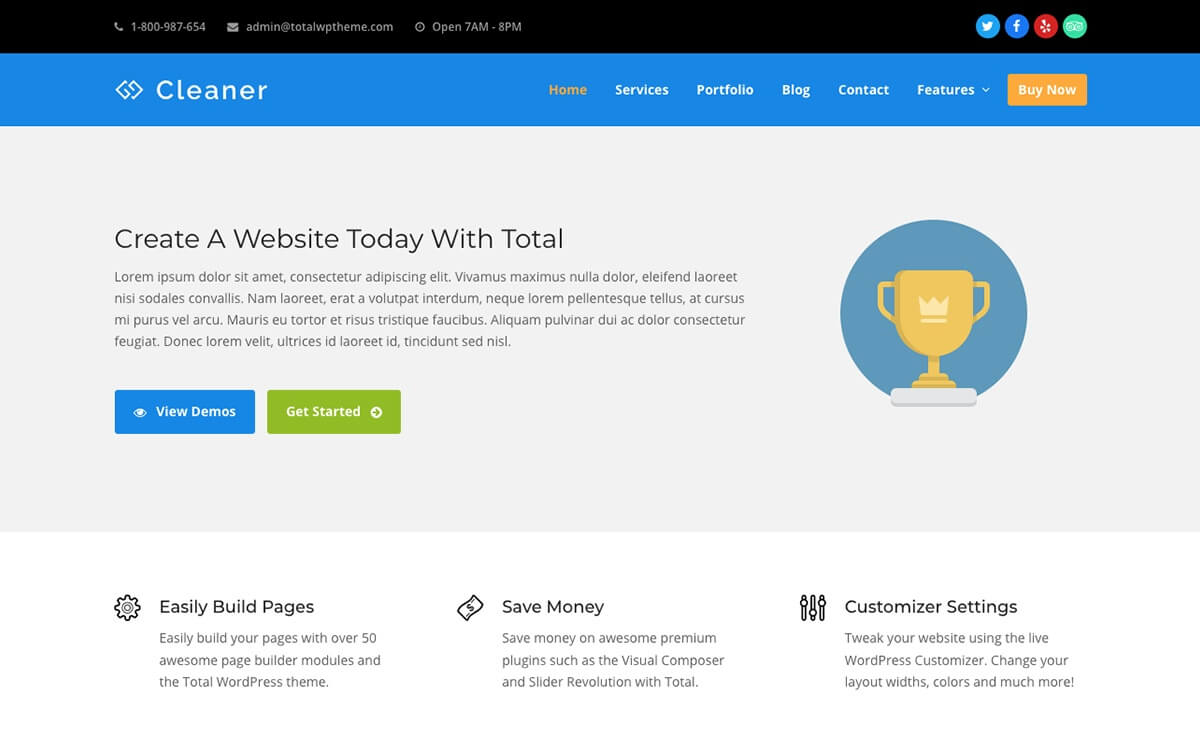 1-800-987-654 admin@totalwptheme.com Open 7AM - 8PM
Cleaner Home Services Portfolio Blog Contact Features Buy Now
Create A Website Today With Total
Lorem ipsum dolor sit amet, consectetur adipiscing elit. Vivamus maximus nulla dolor, eleifend laoreet
nisi sodales convallis. Nam laoreet, erat a volutpat interdum, neque lorem pellentesque tellus, at cursus
mi purus vel arcu. Mauris eu tortor et risus tristique faucibus. Aliquam pulvinar dui ac dolor consectetur
feugiat. Donec lorem velit, ultrices id laoreet id, tincidunt sed nisl.
View Demos Get Started
Easily Build Pages
Easily build your pages with over 50
awesome page builder modules and
the Total WordPress theme.
Save Money
Save money on awesome premium
plugins such as the Visual Composer
and Slider Revolution with Total.
Customizer Settings
Tweak your website using the live
WordPress Customizer. Change your
layout widths, colors and much more!